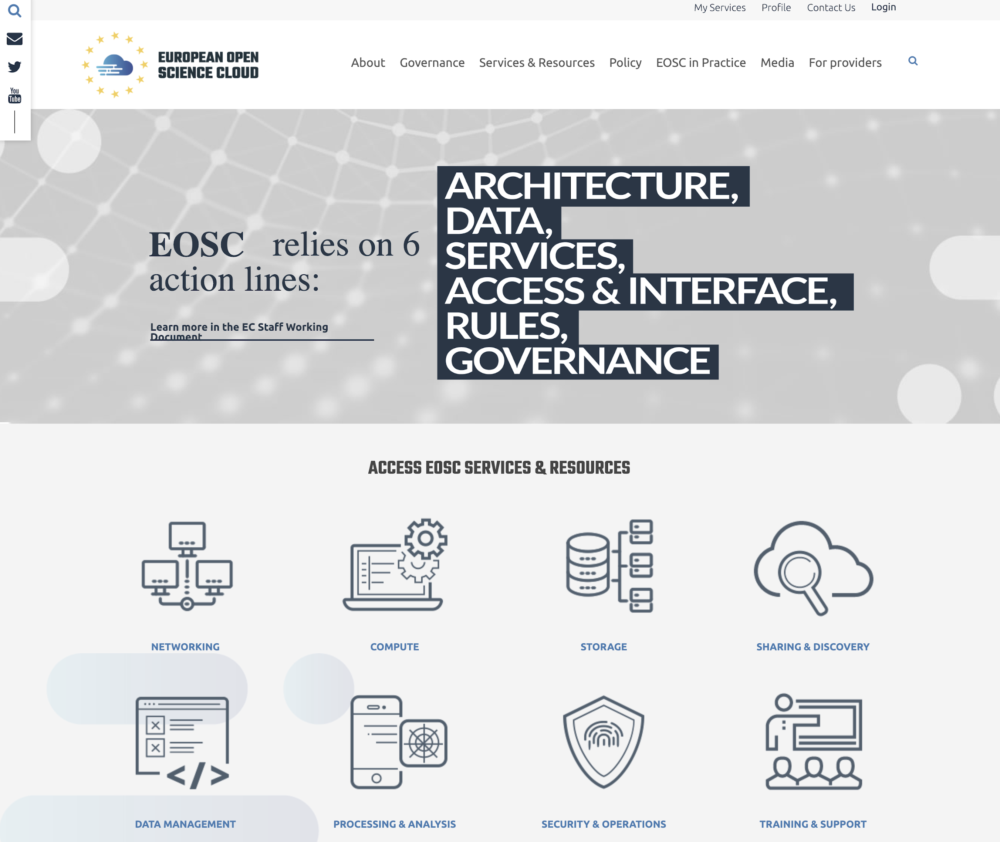 My Services Profile Contact Us Login
You
Tube
EUROPEAN OPEN
SCIENCE CLOUD
About Governance Services & Resources Policy EOSC in Practice Media For providers
EOSC relies on 6
action lines:
Learn more in the EC Staff Working
Document
ARCHITECTURE,
DATA,
SERVICES,
ACCESS & INTERFACE,
RULES,
GOVERNANCE
ACCESS EOSC SERVICES & RESOURCES
NETWORKING
COMPUTE
STORAGE
SHARING & DISCOVERY
DATA MANAGEMENT
PROCESSING & ANALYSIS
SECURITY & OPERATIONS
TRAINING & SUPPORT